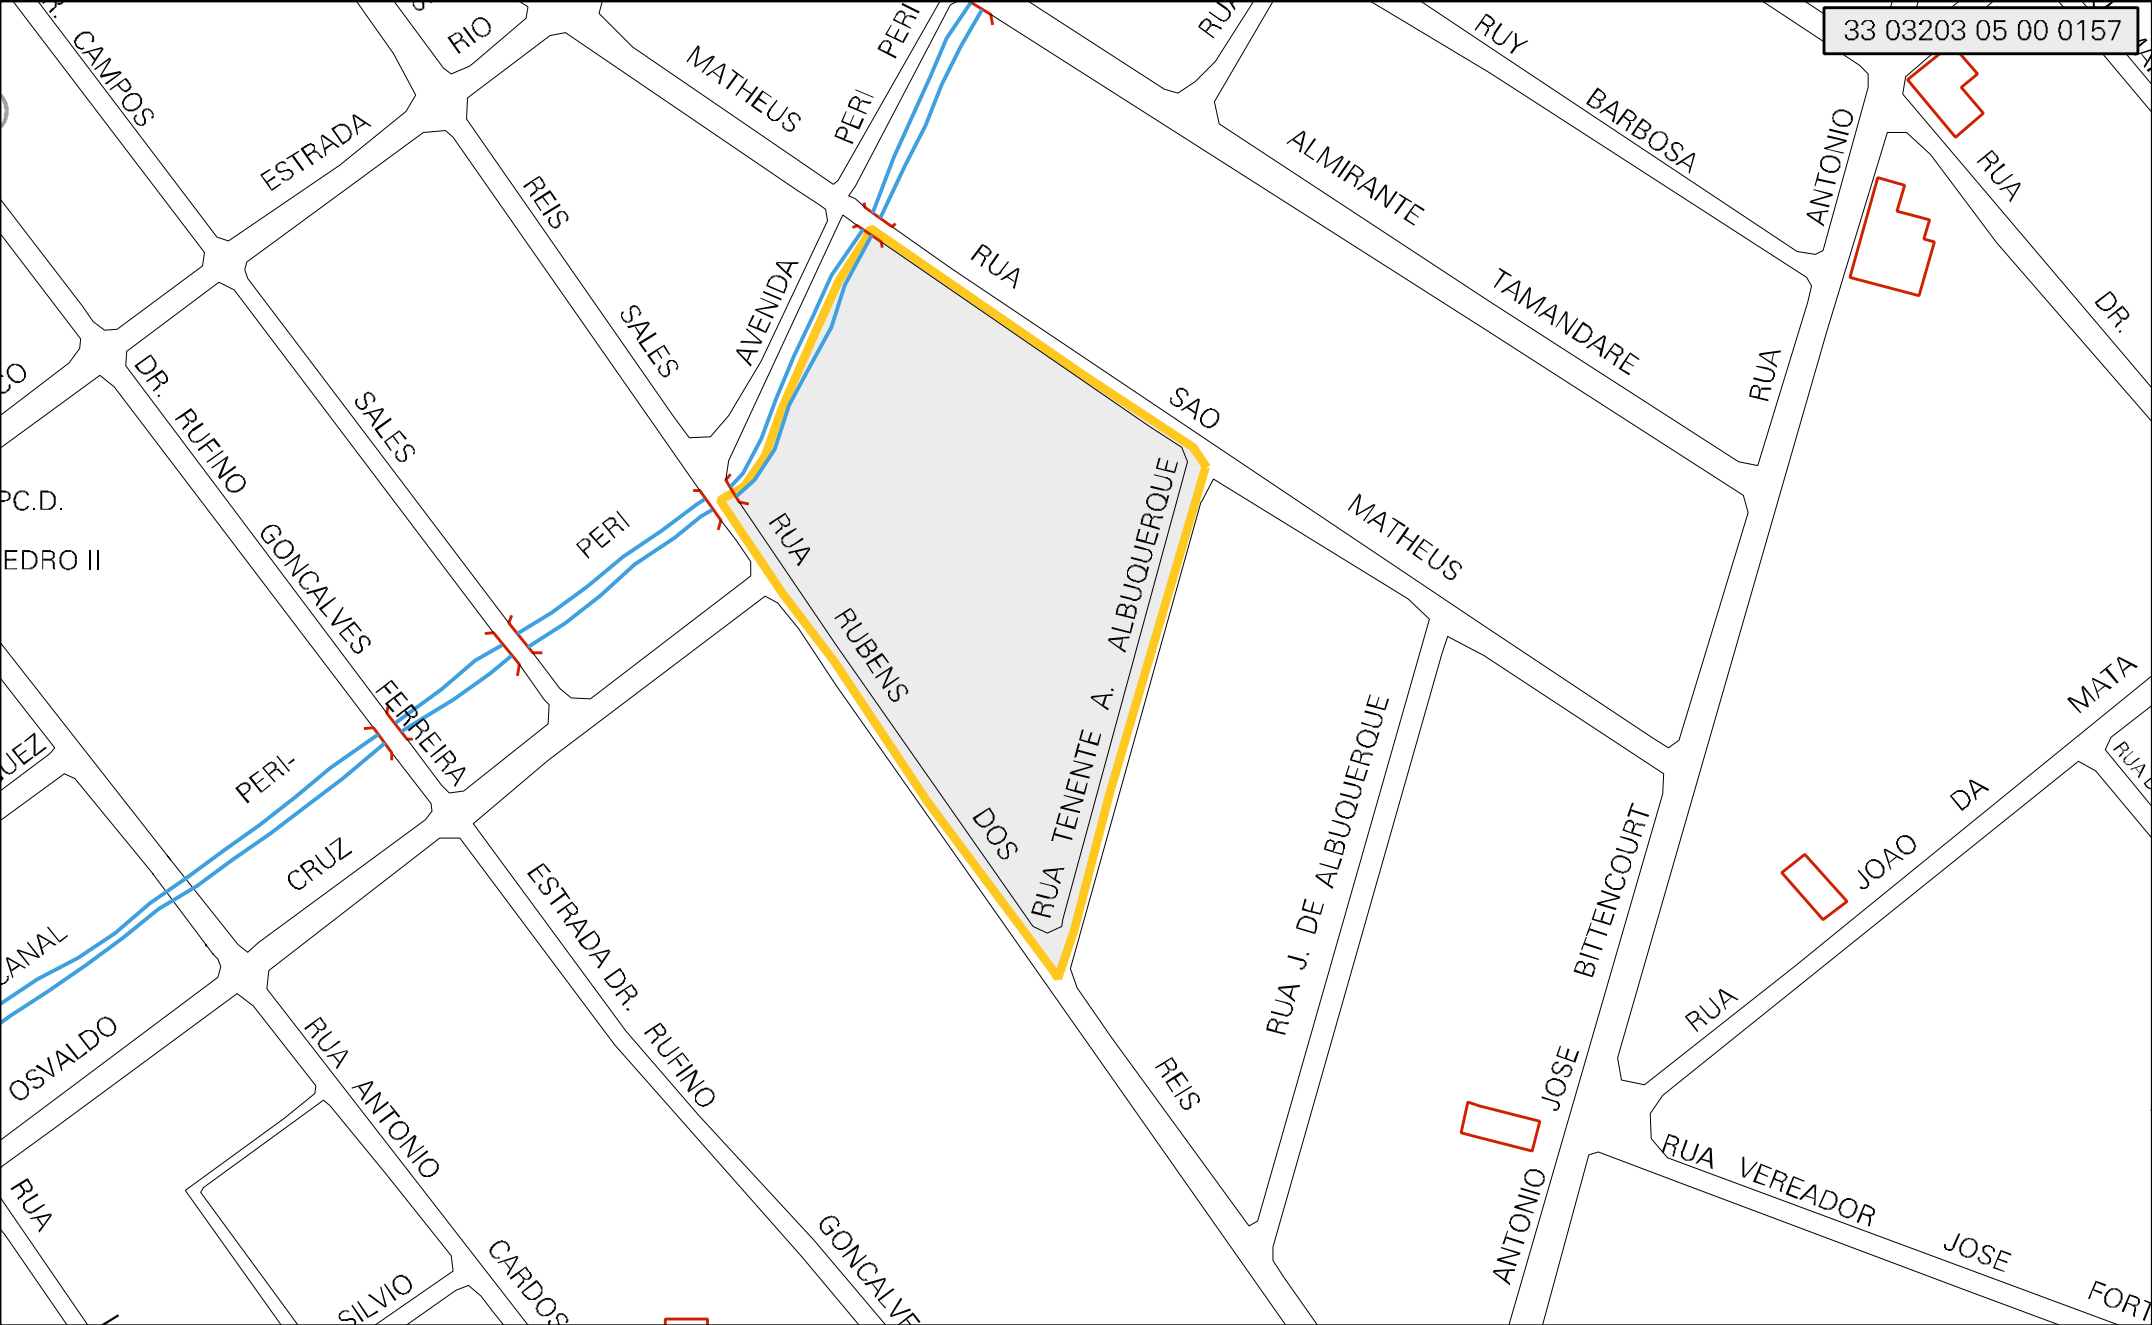 33 03203 05 00 0157
CAMPOS
RIO
ESTRADA
MATHEUS
PERI
PERI
RUY
BARBOSA
ALMIRANTE
TAMANDARE
ANTONIO
RUA
RUA
DR.
REIS
SALES
AVENIDA
RUA
SAO
MATHEUS
DR. RUFINO
GONCALVES
FERREIRA
SALES
PERI
PC.D.
EDRO II
RUA
RUBENS
DOS
REIS
RUA TENENTE A. ALBUQUERQUE
RUA J. DE ALBUQUERQUE
ANTONIO JOSE BITTENCOURT
RUA JOAO DA MATA
RUA
PERI-
CRUZ
OSVALDO
ESTRADA DR. RUFINO
GONCALVE
RUA ANTONIO
CARDOS
RUA
SILVIO
RUA VEREADOR
JOSE
FORT